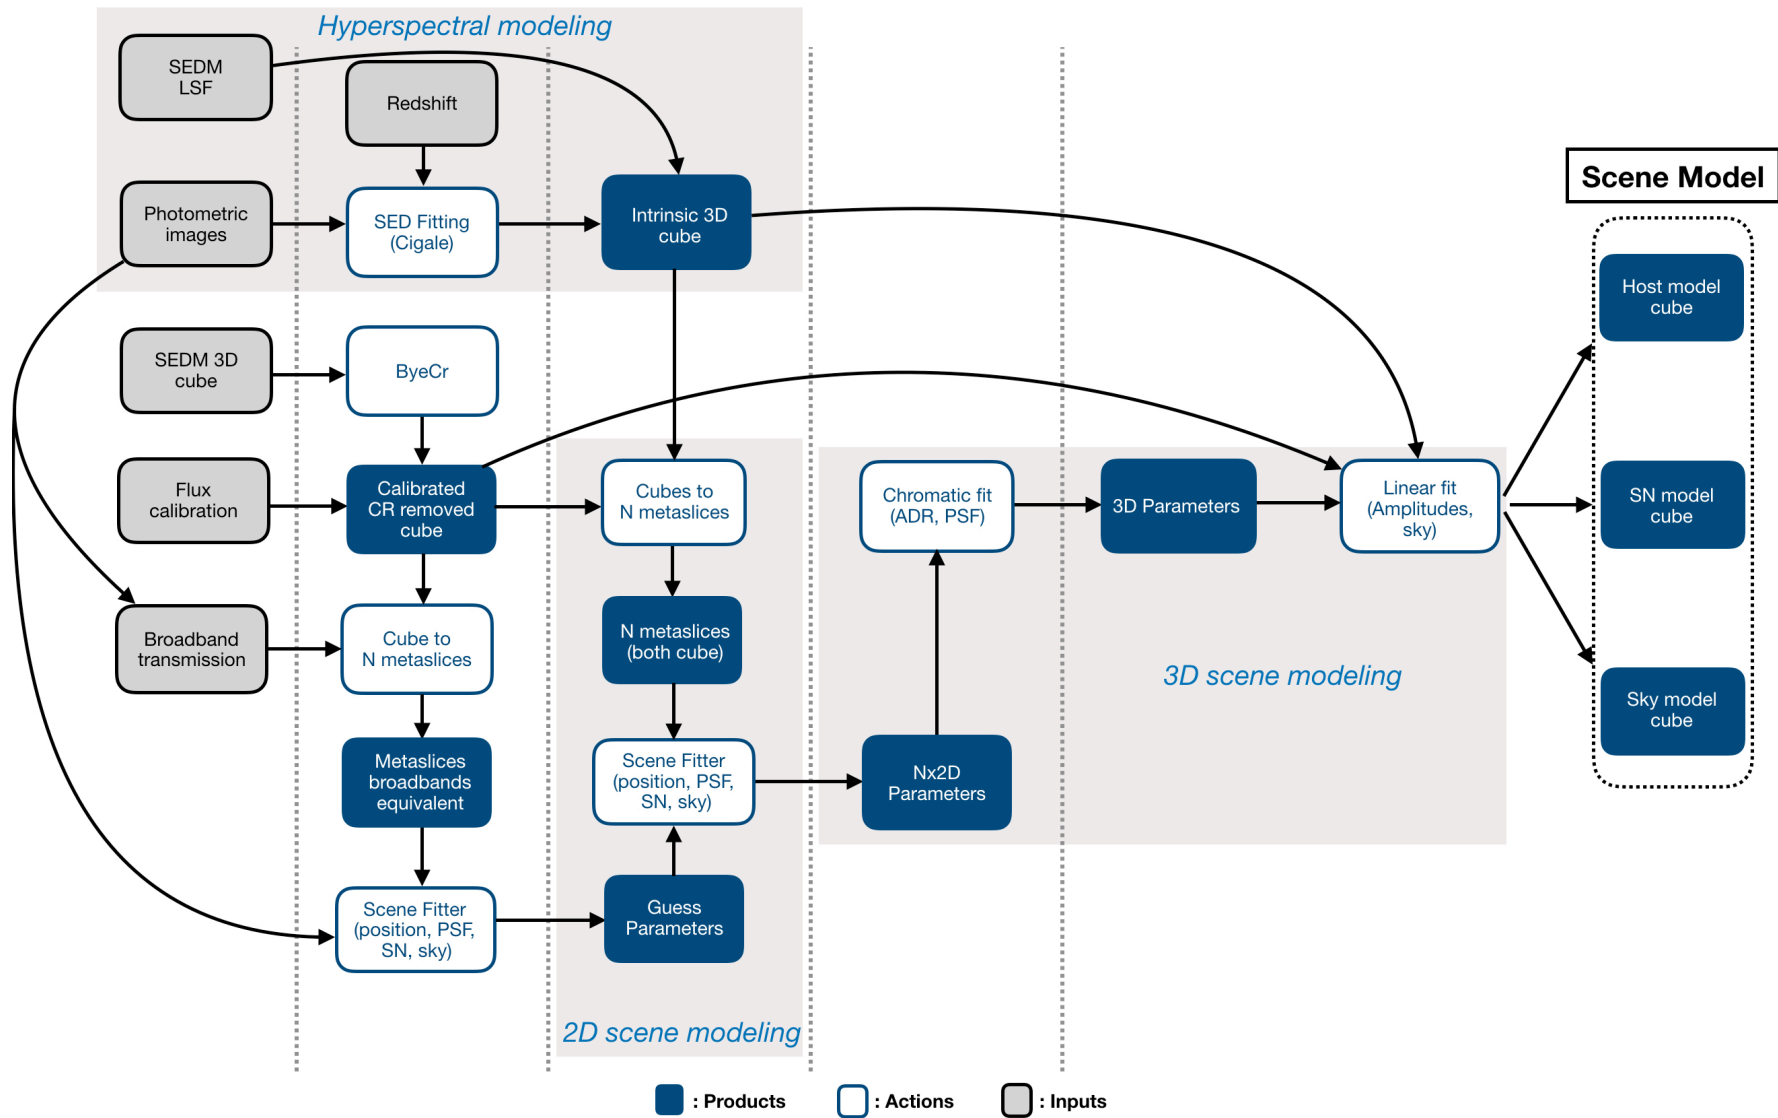 Hyperspectral modeling
SEDM
LSF
Redshift
Photometric
images
SED Fitting
(Cigale)
Intrinsic 3D
cube
Scene Model
Host model
cube
SEDM 3D
cube
ByeCr
Flux
calibration
Calibrated
CR removed
cube
Cubes to
N metaslices
Chromatic fit
(ADR, PSF)
3D Parameters
Linear fit
(Amplitudes,
sky)
SN model
cube
Broadband
transmission
Cube to
N metaslices
N metaslices
(both cube)
3D scene modeling
Sky model
cube
Metaslices
broadbands
equivalent
Scene Fitter
(position, PSF,
SN, sky)
Nx2D
Parameters
Scene Fitter
(position, PSF,
SN, sky)
Guess
Parameters
2D scene modeling
: Products
: Actions
: Inputs